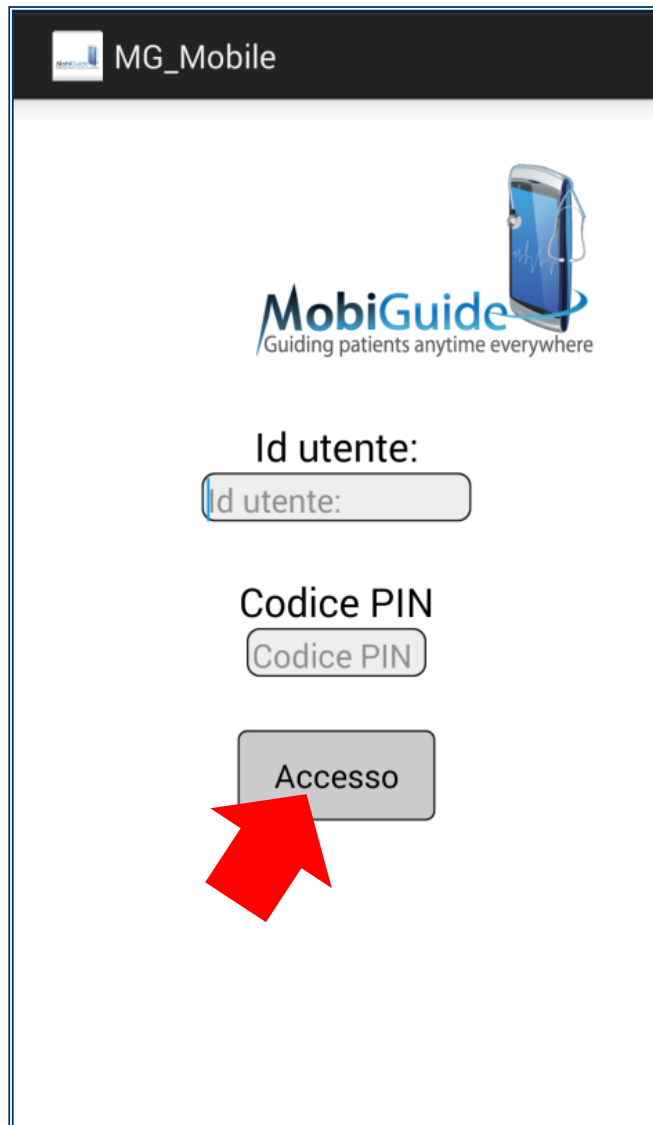 MG_Mobile
MobiGuide
Guiding patients anytime everywhere
Id utente:
Id utente:
Codice PIN
Codice PIN
Accesso